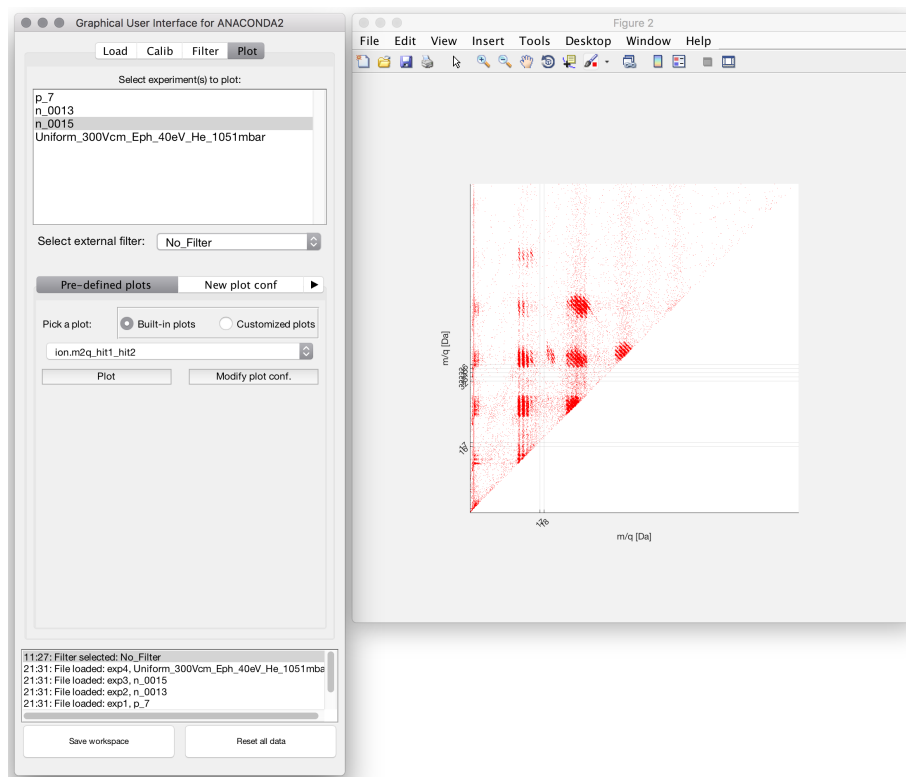 Graphical User Interface for ANACONDA2
Load Calib Filter Plot
Select experiment(s) to plot:
p_7
n_0013
n_0015
Uniform_300Vcm_Eph_40eV_He_1051mbar
Select external filter: No_Filter
Pre-defined plots New plot conf
Pick a plot: Built-in plots Customized plots
ion.m2q_hit1_hit2
Plot Modify plot conf.
11:27: Filter selected: No_Filter
21:31: File loaded: exp4, Uniform_300Vcm_Eph_40eV_He_1051mba
21:31: File loaded: exp3, n_0015
21:31: File loaded: exp2, n_0013
21:31: File loaded: exp1, p_7
Save workspace Reset all data
Figure 2
File Edit View Insert Tools Desktop Window Help
m/q [Da]
m/q [Da]